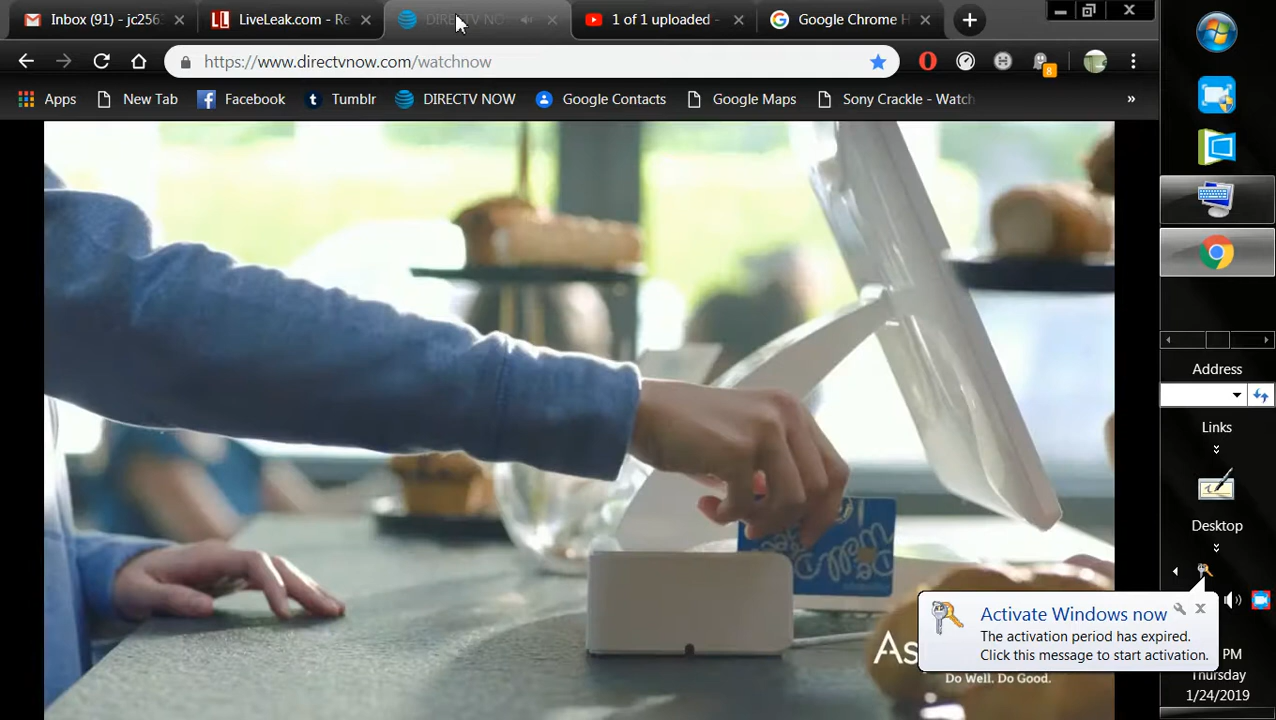 Inbox (91) - jc256
LiveLeak.com - Re
DIRECTV NO
1 of 1 uploaded -
Google Chrome H
https://www.directvnow.com/watchnow
8
Apps
New Tab
Facebook
Tumblr
DIRECTV NOW
Google Contacts
Google Maps
Sony Crackle - Watch
»
Address
Links
Desktop
Activate Windows now
The activation period has expired.
Click this message to start activation.
As
Do Well. Do Good.
PM
Thursday
1/24/2019